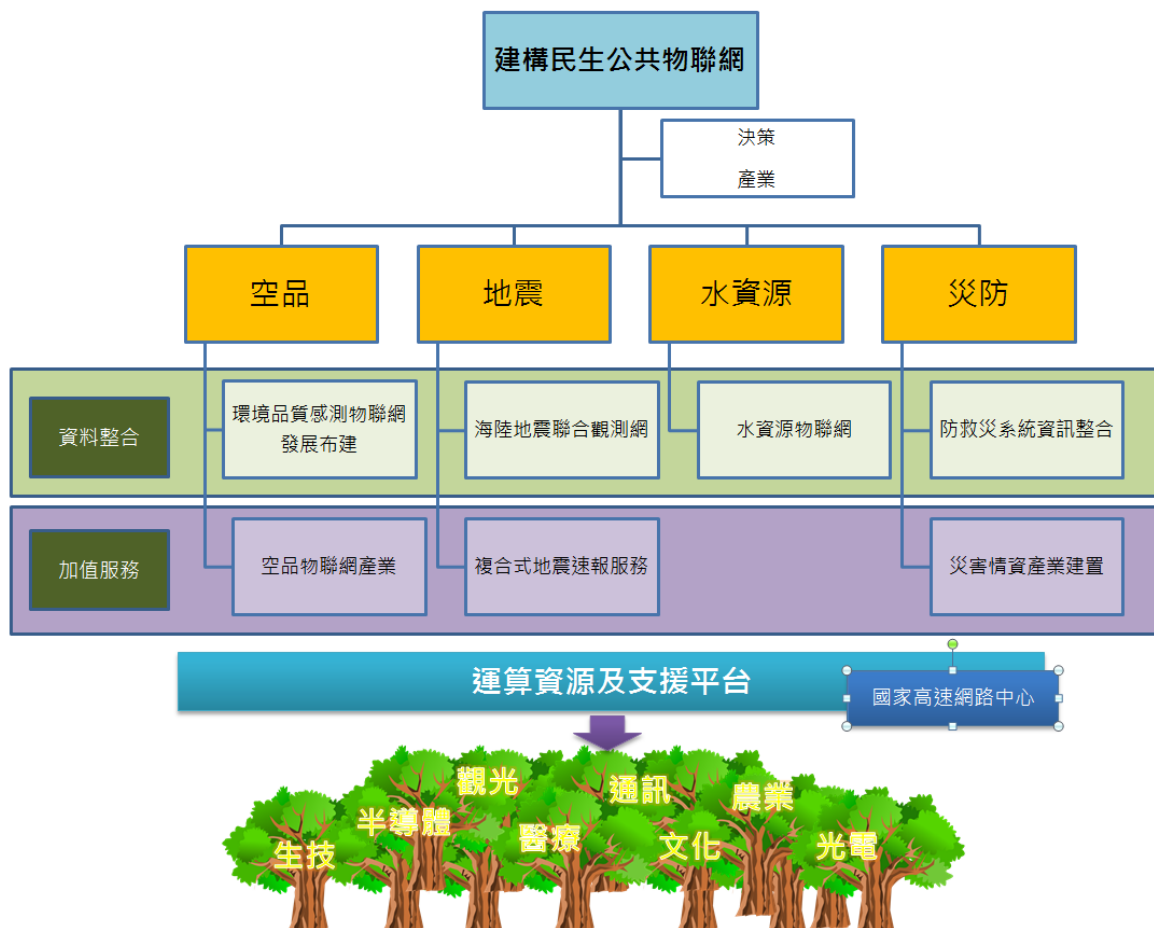 建構民生公共物聯網
決策
產業
空品
地震
水資源
災防
資料整合
環境品質感測物聯網
發展布建
海陸地震聯合觀測網
水資源物聯網
防救災系統資訊整合
加值服務
空品物聯網產業
複合式地震速報服務
災害情資產業建置
運算資源及支援平台
國家高速網路中心
觀光
通訊
農業
半導體
醫療
文化
光電
生技